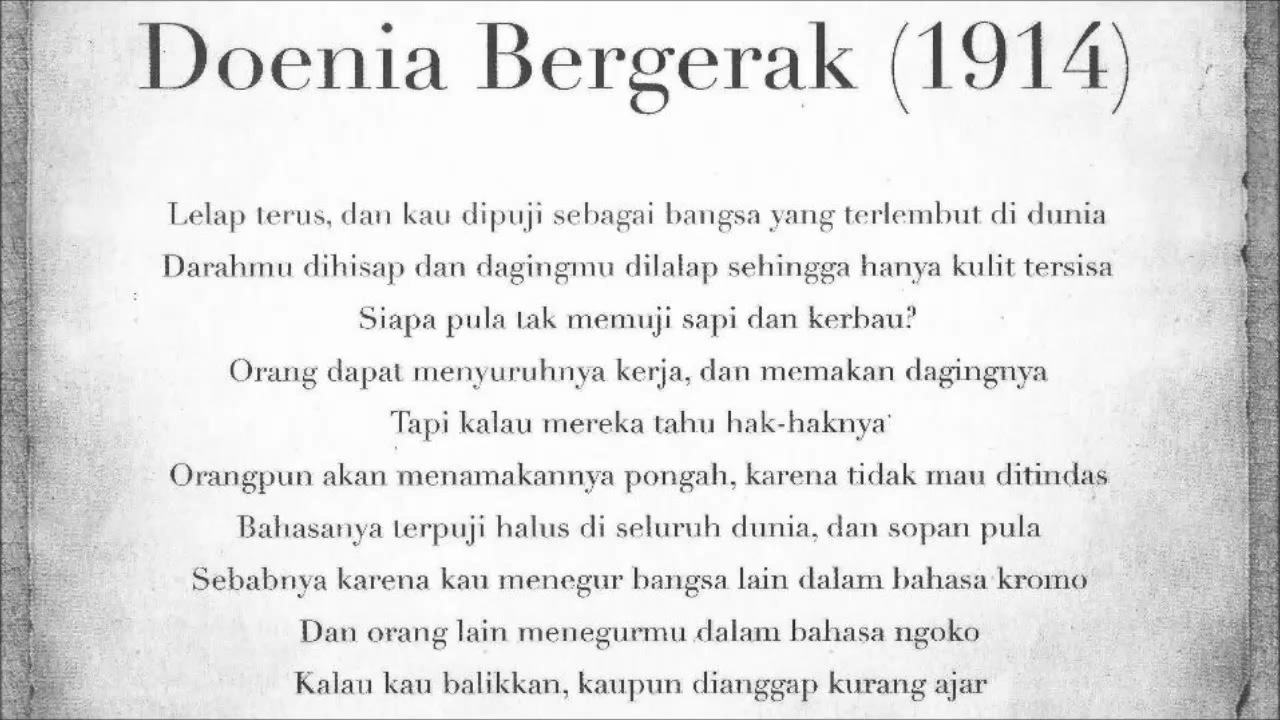 Doenia Bergerak (1914)
Lelap terus, dan kau dipuji sebagai bangsa yang terlembut di dunia
Darahmu dihisap dan dagingmu dilalap sehingga hanya kulit tersisa
Siapa pula tak memuji sapi dan kerbau?
Orang dapat menyuruhnya kerja, dan memakan dagingnya
Tapi kalau mereka tahu hak-haknya
Orangpun akan menamakannya pongah, karena tidak mau ditindas
Bahasanya terpuji halus di seluruh dunia, dan sopan pula
Sebabnya karena kau menegur bangsa lain dalam bahasa kromo
Dan orang lain menegurmu dalam bahasa ngoko
Kalau kau balikkan, kaupun dianggap kurang ajar